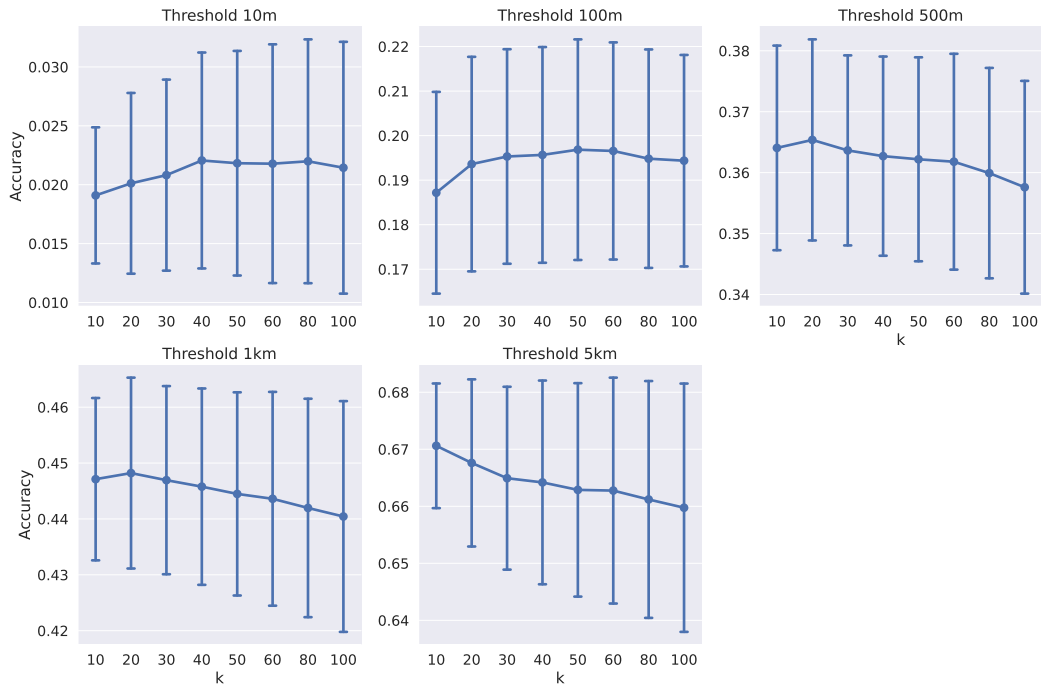 Threshold 10m
Accuracy
0.030
0.025
0.020
0.015
0.010
10 20 30 40 50 60 80 100
Threshold 100m
0.22
0.21
0.20
0.19
0.18
0.17
10 20 30 40 50 60 80 100
Threshold 500m
0.38
0.37
0.36
0.35
0.34
10 20 30 40 50 60 80 100
k
Threshold 1km
Accuracy
0.46
0.45
0.44
0.43
0.42
10 20 30 40 50 60 80 100
k
Threshold 5km
0.68
0.67
0.66
0.65
0.64
10 20 30 40 50 60 80 100
k